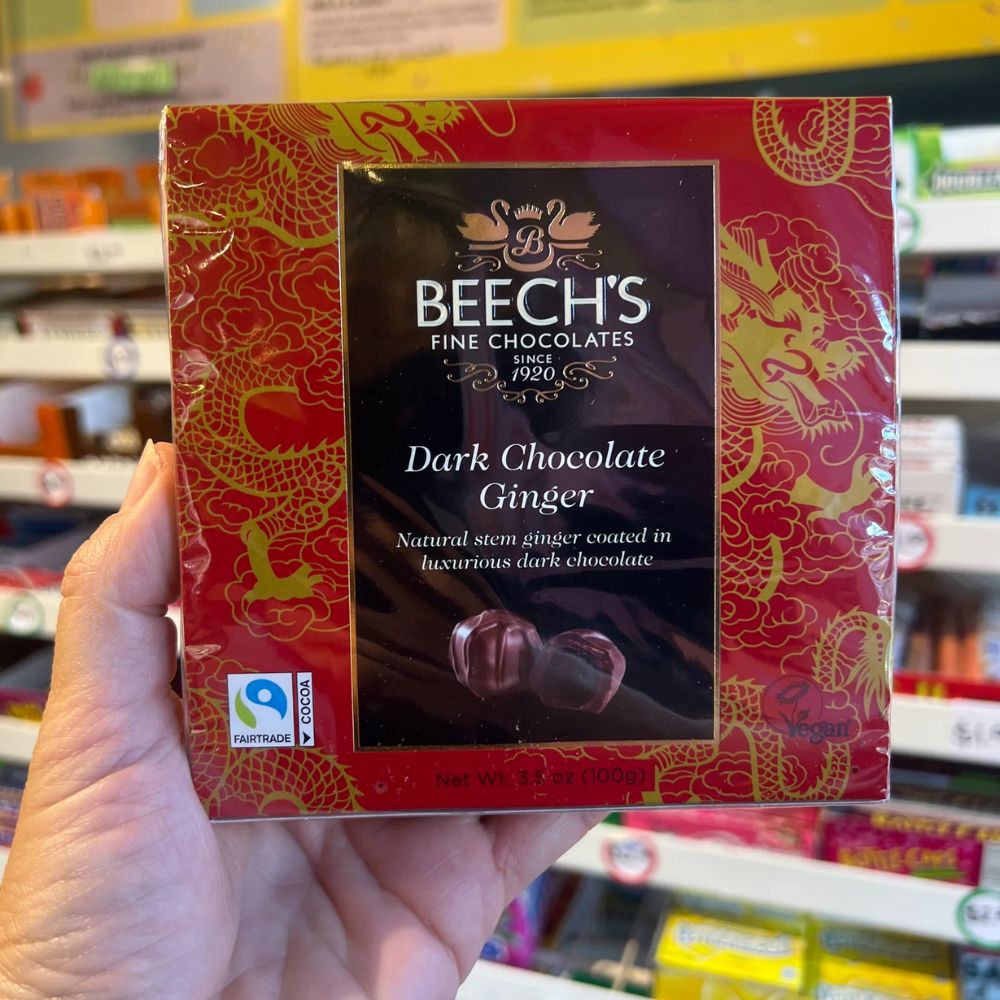 B
BEECH'S
FINE CHOCOLATES
SINCE
1920
Dark Chocolate
Ginger
Natural stem ginger coated in
luxurious dark chocolate
FAIRTRADE
COCOA
Vegan
Net Wt. 3.5 oz (100g)